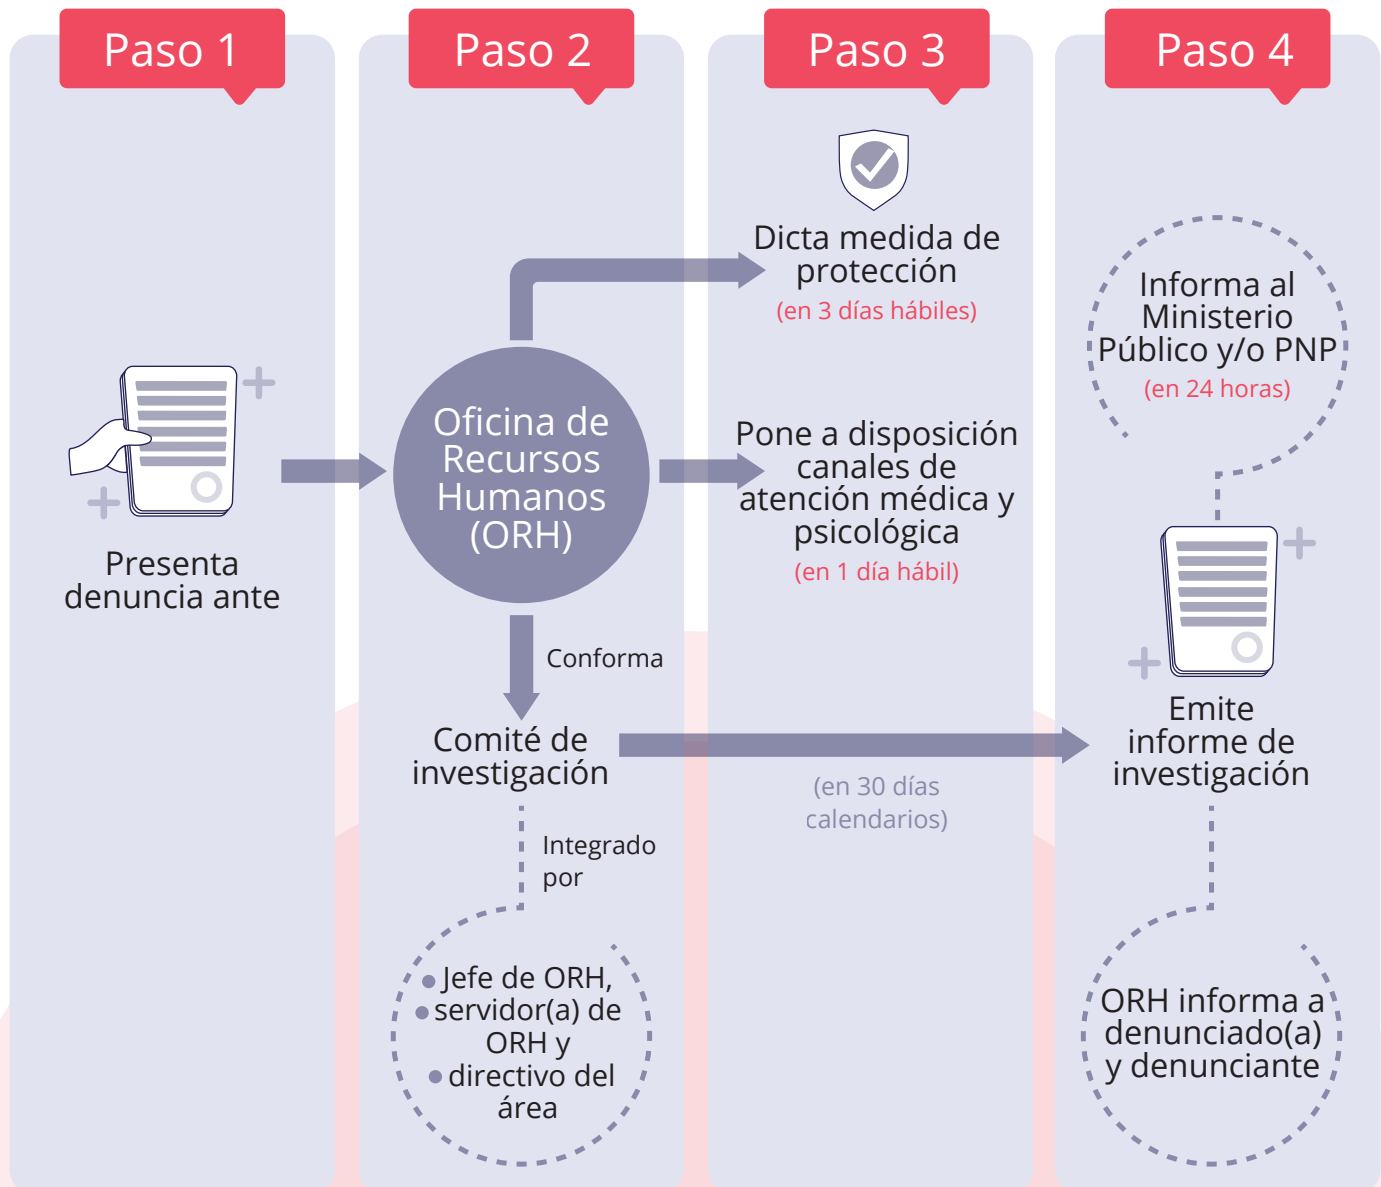 Paso 1
Presenta
denuncia ante
Paso 2
Oficina de
Recursos
Humanos
(ORH)
Conforma
Comité de
investigación
Integrado
por
Jefe de ORH,
servidor(a) de
ORH y
directivo del
área
Paso 3
Dicta medida de
protección
(en 3 días hábiles)
Pone a disposición
canales de
atención médica y
psicológica
(en 1 día hábil)
(en 30 días
calendarios)
Paso 4
Informa al
Ministerio
Público y/o PNP
(en 24 horas)
Emite
informe de
investigación
ORH informa a
denunciado(a)
y denunciante